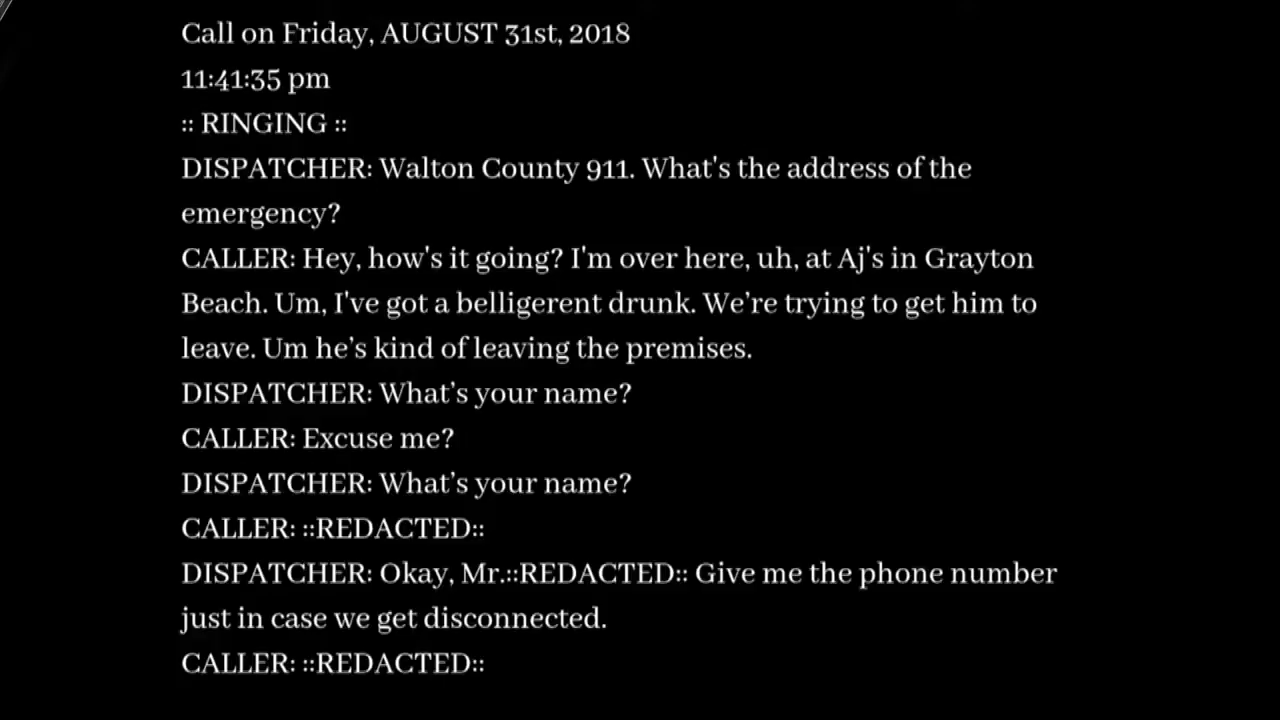 Call on Friday, AUGUST 31st, 2018
11:41:35 pm
:: RINGING ::
DISPATCHER: Walton County 911. What's the address of the
emergency?
CALLER: Hey, how's it going? I'm over here, uh, at Aj's in Grayton
Beach. Um, I've got a belligerent drunk. We’re trying to get him to
leave. Um he’s kind of leaving the premises.
DISPATCHER: What’s your name?
CALLER: Excuse me?
DISPATCHER: What’s your name?
CALLER: ::REDACTED::
DISPATCHER: Okay, Mr.::REDACTED:: Give me the phone number
just in case we get disconnected.
CALLER: ::REDACTED::